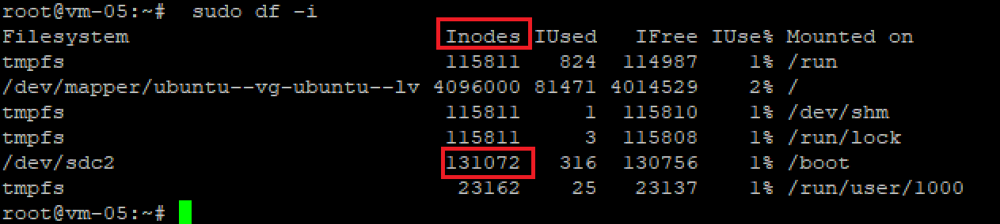 root@vm-05:~#  sudo df -i
Filesystem                         Inodes IUsed   IFree IUse% Mounted on
tmpfs                              115811   824  114987    1% /run
/dev/mapper/ubuntu--vg-ubuntu--lv 4096000 81471 4014529    2% /
tmpfs                              115811     1  115810    1% /dev/shm
tmpfs                              115811     3  115808    1% /run/lock
/dev/sdc2                          131072   316  130756    1% /boot
tmpfs                               23162    25   23137    1% /run/user/1000
root@vm-05:~#